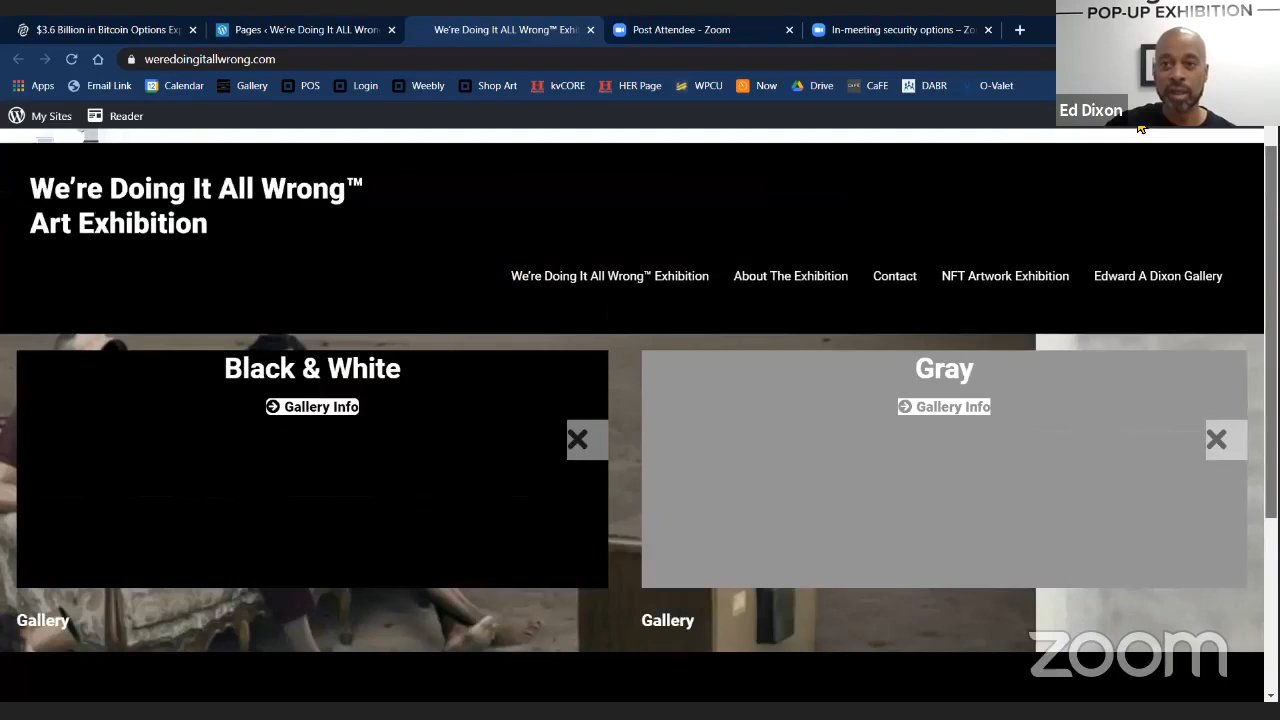 $3.6 Billion in Bitcoin Options Exp
Pages ‹ We're Doing It ALL Wron
We're Doing It ALL Wrong™ Exhi
Post Attendee - Zoom
In-meeting security options – Zo
POP-UP EXHIBITION
weredoingitallwrong.com
Apps
Email Link
Calendar
Gallery
POS
Login
Weebly
Shop Art
kvCORE
HER Page
WPCU
Now
Drive
CaFE
DABR
O-Valet
Ed Dixon
My Sites
Reader
We're Doing It All Wrong™
Art Exhibition
We're Doing It All Wrong™ Exhibition
About The Exhibition
Contact
NFT Artwork Exhibition
Edward A Dixon Gallery
Black & White
Gallery Info
Gray
Gallery Info
Gallery
Gallery
zoom